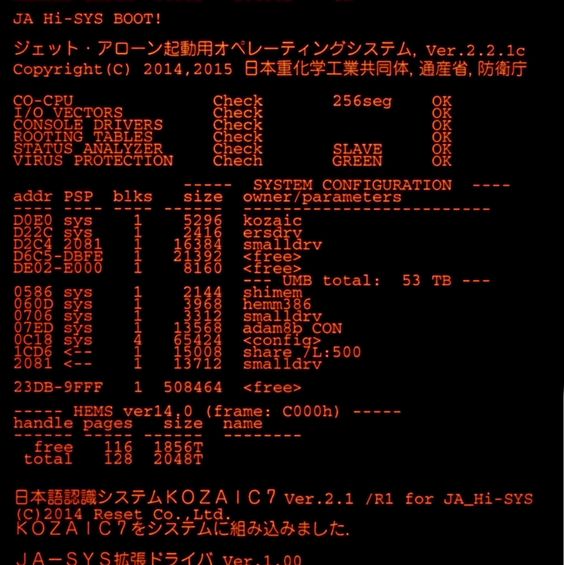 JA Hi-SYS BOOT!
ジェット・アローン起動用オペレーティングシステム, Ver.2.2.1c
Copyright(C) 2014,2015 日本重化学工業共同体, 通産省, 防衛庁
CO-CPU Check 256seg OK
I/O VECTORS Check OK
CONSOLE DRIVERS Check OK
ROOTING TABLES Check OK
STATUS ANALYZER Check SLAVE OK
VIRUS PROTECTION Chech GREEN OK
----- SYSTEM CONFIGURATION ----
addr PSP blks size owner/parameters
---- ---- ---- ----- --------------------------
D0E0 sys 1 5296 kozaic
D22C sys 1 2416 ersdrv
D2C4 2081 1 16384 smalldrv
D6C5-DBFE 1 21392 <free>
DE02-E000 1 8160 <free>
--- UMB total: 53 TB ---
0586 sys 1 2144 shimem
060D sys 1 3968 hemm386
0706 sys 1 3312 smalldrv
07ED sys 1 13568 adam8b CON
0C18 sys 4 65424 <config>
1CD6 <-- 1 15008 share /L:500
2081 <-- 1 13712 smalldrv
23DB-9FFF 1 508464 <free>
----- HEMS ver14.0 (frame: C000h) -----
handle pages size name
------ ----- ------ --------
free 116 1856T
total 128 2048T
日本語認識システムＫＯＺＡＩＣ７ Ver.2.1 /R1 for JA_Hi-SYS
(C)2014 Reset Co.,Ltd.
ＫＯＺＡＩＣ７をシステムに組み込みました.
ＪＡ－ＳＹＳ拡張ドライバ Ver.1.00